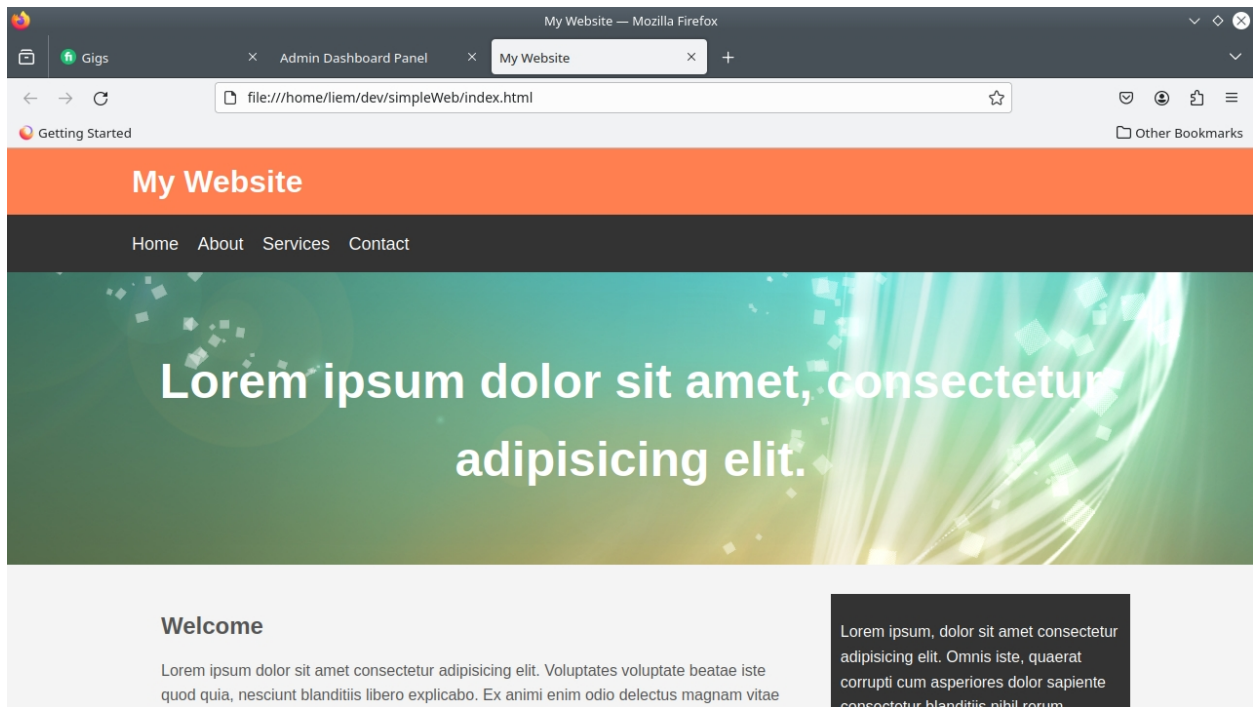 My Website — Mozilla Firefox
Gigs
Admin Dashboard Panel
My Website
file:///home/liem/dev/simpleWeb/index.html
Getting Started
Other Bookmarks
My Website
Home About Services Contact
Lorem ipsum dolor sit amet, consectetur
adipisicing elit.
Welcome
Lorem ipsum dolor sit amet consectetur adipisicing elit. Voluptates voluptate beatae iste
quod quia, nesciunt blanditiis libero explicabo. Ex animi enim odio delectus magnam vitae
Lorem ipsum, dolor sit amet consectetur
adipisicing elit. Omnis iste, quaerat
corrupti cum asperiores dolor sapiente
consectetur blanditiis nihil rerum